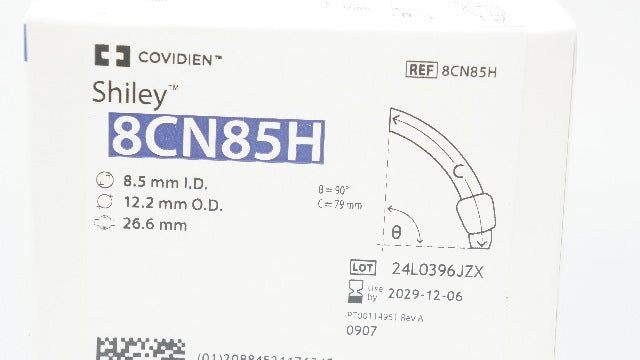 COVIDIEN™
REF 8CN85H
Shiley™
8CN85H
8.5 mm I.D.
12.2 mm O.D.
26.6 mm
θ = 90°
C = 79 mm
C
θ
LOT 24L0396JZX
use by 2029-12-06
PT00114951 Rev A
0907